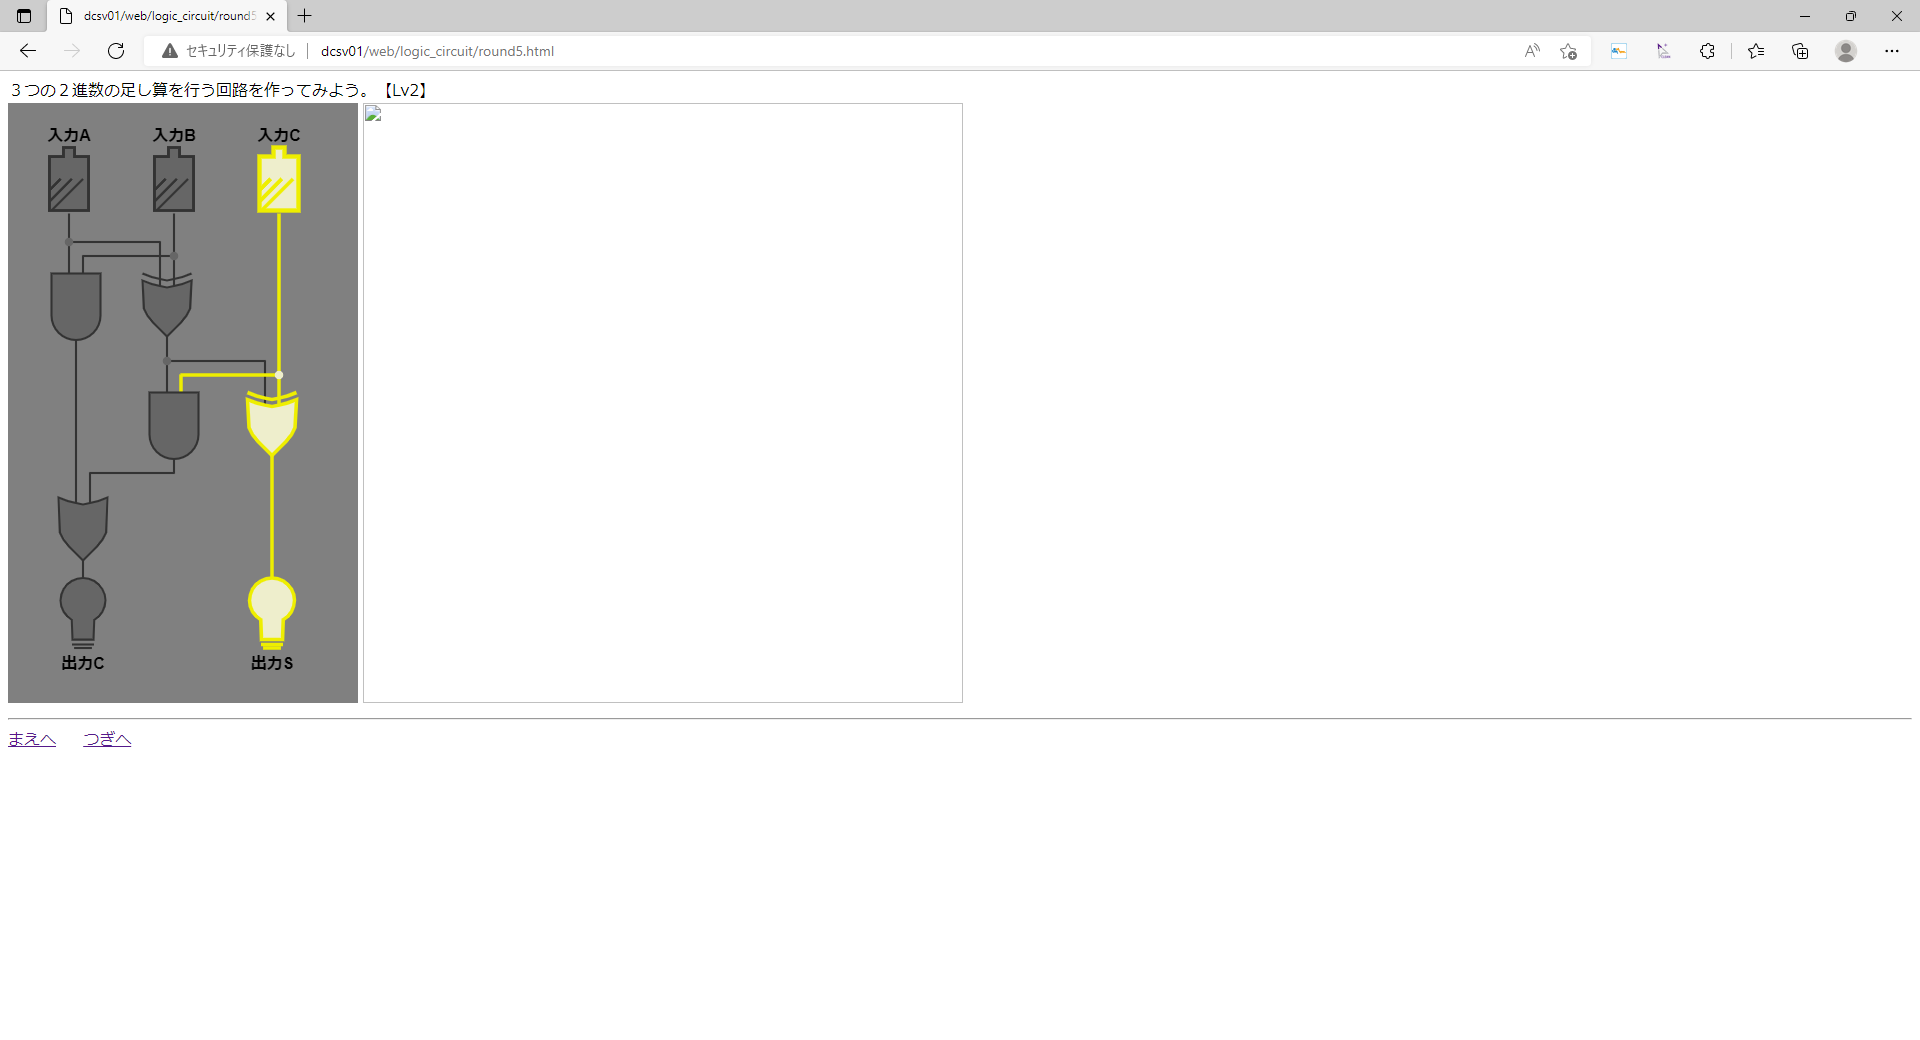 dcsv01/web/logic_circuit/round5
セキュリティ保護なし dcsv01/web/logic_circuit/round5.html
３つの２進数の足し算を行う回路を作ってみよう。【Lv2】
入力A 入力B 入力C
出力C 出力S
まえへ つぎへ